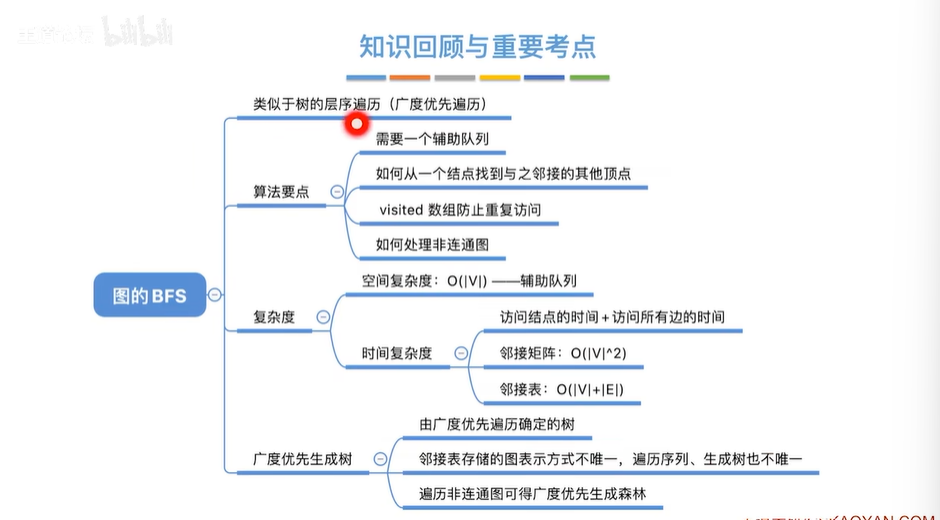 bilibili
知识回顾与重要考点
类似于树的层序遍历（广度优先遍历）
需要一个辅助队列
算法要点
如何从一个结点找到与之邻接的其他顶点
visited 数组防止重复访问
如何处理非连通图
图的BFS
空间复杂度：O(|V|) ——辅助队列
复杂度
访问结点的时间+访问所有边的时间
时间复杂度
邻接矩阵：O(|V|^2)
邻接表：O(|V|+|E|)
由广度优先遍历确定的树
广度优先生成树
邻接表存储的图表示方式不唯一，遍历序列、生成树也不唯一
遍历非连通图可得广度优先生成森林